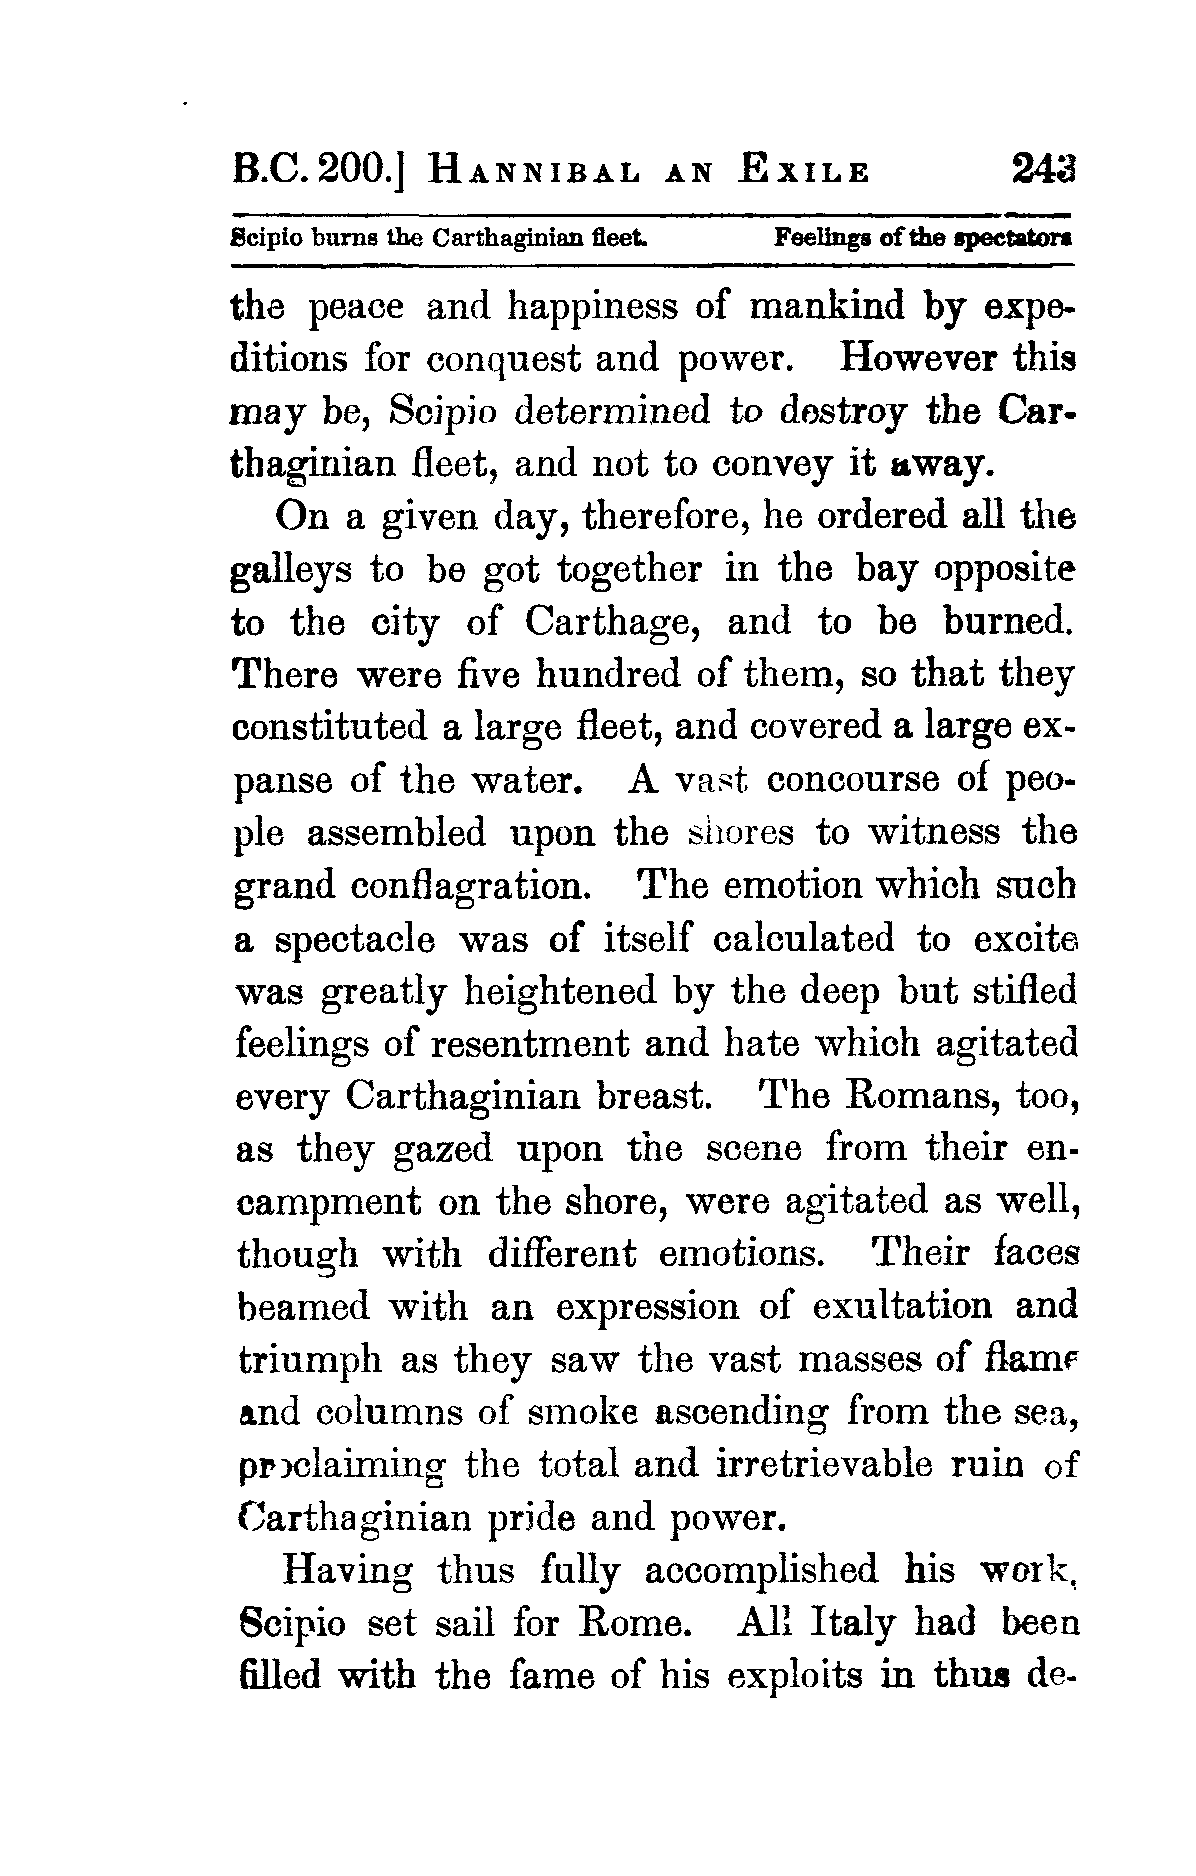 B.C. 200.] HANNIBAL AN EXILE 243
Scipio burns the Carthaginian fleet. Feelings of the spectators
the peace and happiness of mankind by expe-
ditions for conquest and power. However this
may be, Scipio determined to destroy the Car-
thaginian fleet, and not to convey it away.
On a given day, therefore, he ordered all the
galleys to be got together in the bay opposite
to the city of Carthage, and to be burned.
There were five hundred of them, so that they
constituted a large fleet, and covered a large ex-
panse of the water. A vast concourse of peo-
ple assembled upon the shores to witness the
grand conflagration. The emotion which such
a spectacle was of itself calculated to excite
was greatly heightened by the deep but stifled
feelings of resentment and hate which agitated
every Carthaginian breast. The Romans, too,
as they gazed upon the scene from their en-
campment on the shore, were agitated as well,
though with different emotions. Their faces
beamed with an expression of exultation and
triumph as they saw the vast masses of flame
and columns of smoke ascending from the sea,
proclaiming the total and irretrievable ruin of
Carthaginian pride and power.
Having thus fully accomplished his work,
Scipio set sail for Rome. All Italy had been
filled with the fame of his exploits in thus de-